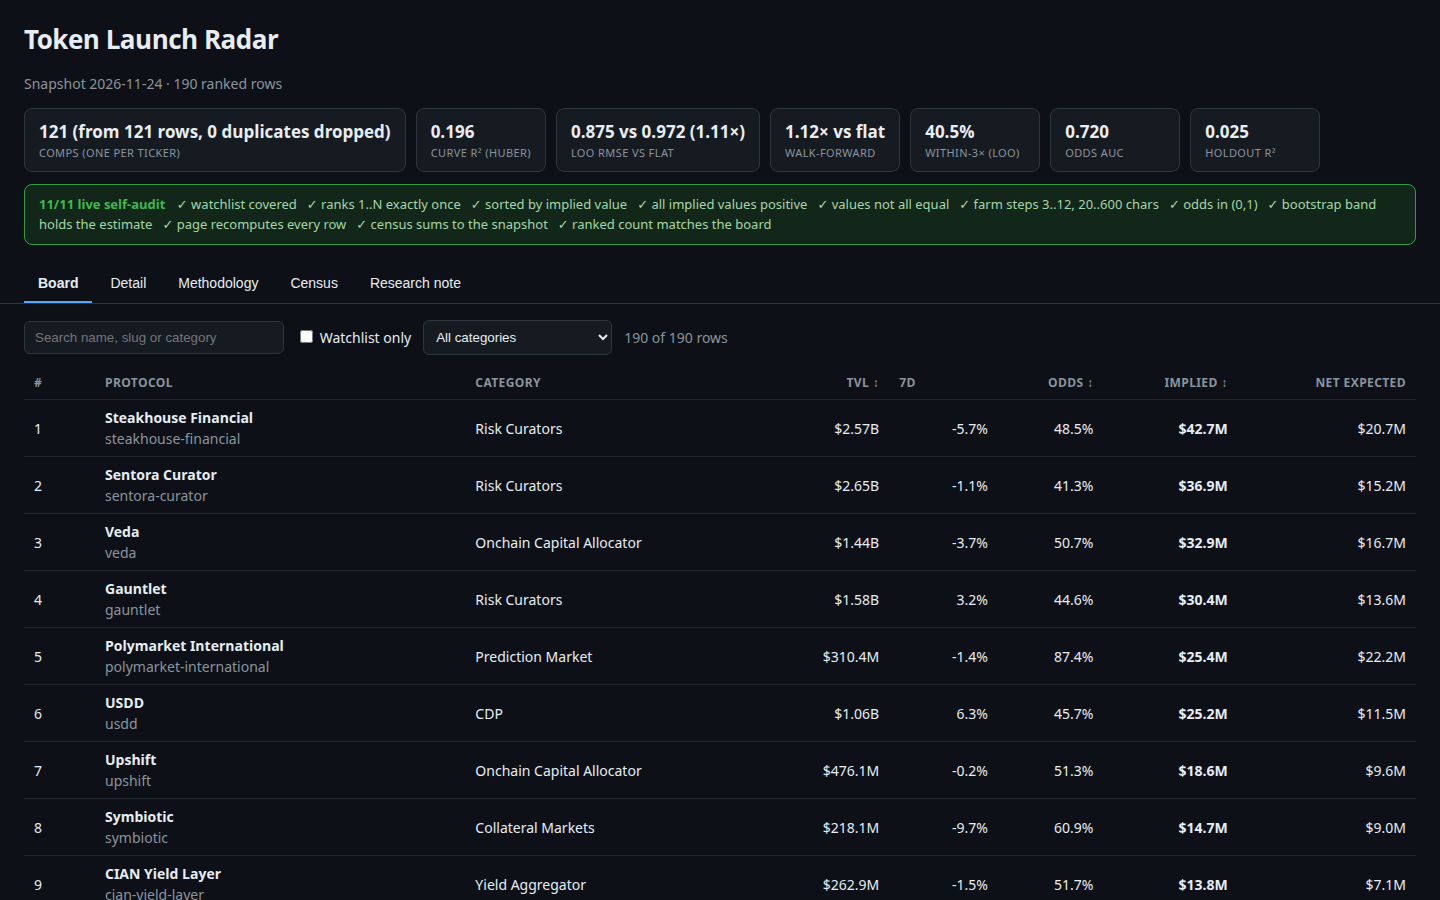 Token Launch Radar
Snapshot 2026-11-24 · 190 ranked rows
121 (from 121 rows, 0 duplicates dropped)
COMPS (ONE PER TICKER)
0.196
CURVE R² (HUBER)
0.875 vs 0.972 (1.11×)
LOO RMSE VS FLAT
1.12× vs flat
WALK-FORWARD
40.5%
WITHIN-3× (LOO)
0.720
ODDS AUC
0.025
HOLDOUT R²
11/11 live self-audit ✓ watchlist covered ✓ ranks 1..N exactly once ✓ sorted by implied value ✓ all implied values positive ✓ values not all equal ✓ farm steps 3..12, 20..600 chars ✓ odds in (0,1) ✓ bootstrap band
holds the estimate ✓ page recomputes every row ✓ census sums to the snapshot ✓ ranked count matches the board
Board Detail Methodology Census Research note
Search name, slug or category Watchlist only All categories 190 of 190 rows
# PROTOCOL CATEGORY TVL ↕ 7D ODDS ↕ IMPLIED ↕ NET EXPECTED
1 Steakhouse Financial Risk Curators $2.57B -5.7% 48.5% $42.7M $20.7M
steakhouse-financial
2 Sentora Curator Risk Curators $2.65B -1.1% 41.3% $36.9M $15.2M
sentora-curator
3 Veda Onchain Capital Allocator $1.44B -3.7% 50.7% $32.9M $16.7M
veda
4 Gauntlet Risk Curators $1.58B 3.2% 44.6% $30.4M $13.6M
gauntlet
5 Polymarket International Prediction Market $310.4M -1.4% 87.4% $25.4M $22.2M
polymarket-international
6 USDD CDP $1.06B 6.3% 45.7% $25.2M $11.5M
usdd
7 Upshift Onchain Capital Allocator $476.1M -0.2% 51.3% $18.6M $9.6M
upshift
8 Symbiotic Collateral Markets $218.1M -9.7% 60.9% $14.7M $9.0M
symbiotic
9 CIAN Yield Layer Yield Aggregator $262.9M -1.5% 51.7% $13.8M $7.1M
cian-yield-layer